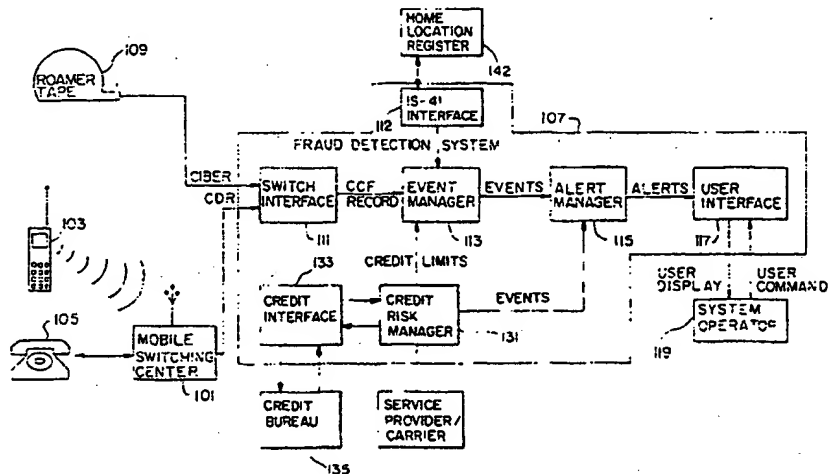 HOME
LOCATION
REGISTER
142
109
ROAMER
TAPE
IS-41
INTERFACE
112
107
FRAUD DETECTION SYSTEM
CIBER
CDR
SWITCH
INTERFACE
111
CCF
RECORD
EVENT
MANAGER
113
EVENTS
ALERT
MANAGER
115
ALERTS
USER
INTERFACE
117
103
133
CREDIT LIMITS
CREDIT
INTERFACE
CREDIT
RISK
MANAGER
131
EVENTS
USER
DISPLAY
USER
COMMAND
SYSTEM
OPERATOR
119
105
MOBILE
SWITCHING
CENTER
101
CREDIT
BUREAU
135
SERVICE
PROVIDER/
CARRIER